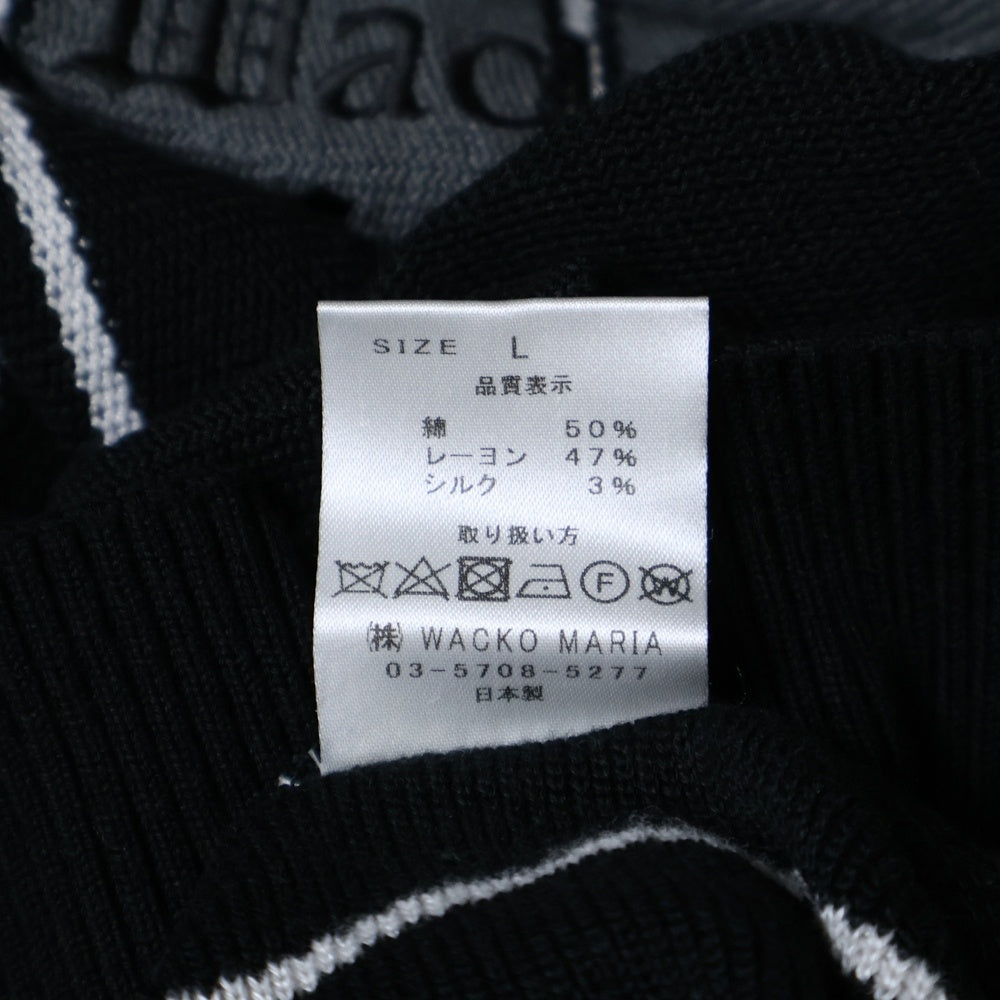 Had
SIZE L
品質表示
綿 50%
レーヨン 47%
シルク 3%
取り扱い方
F W
㈱ WACKO MARIA
03-5708-5277
日本製